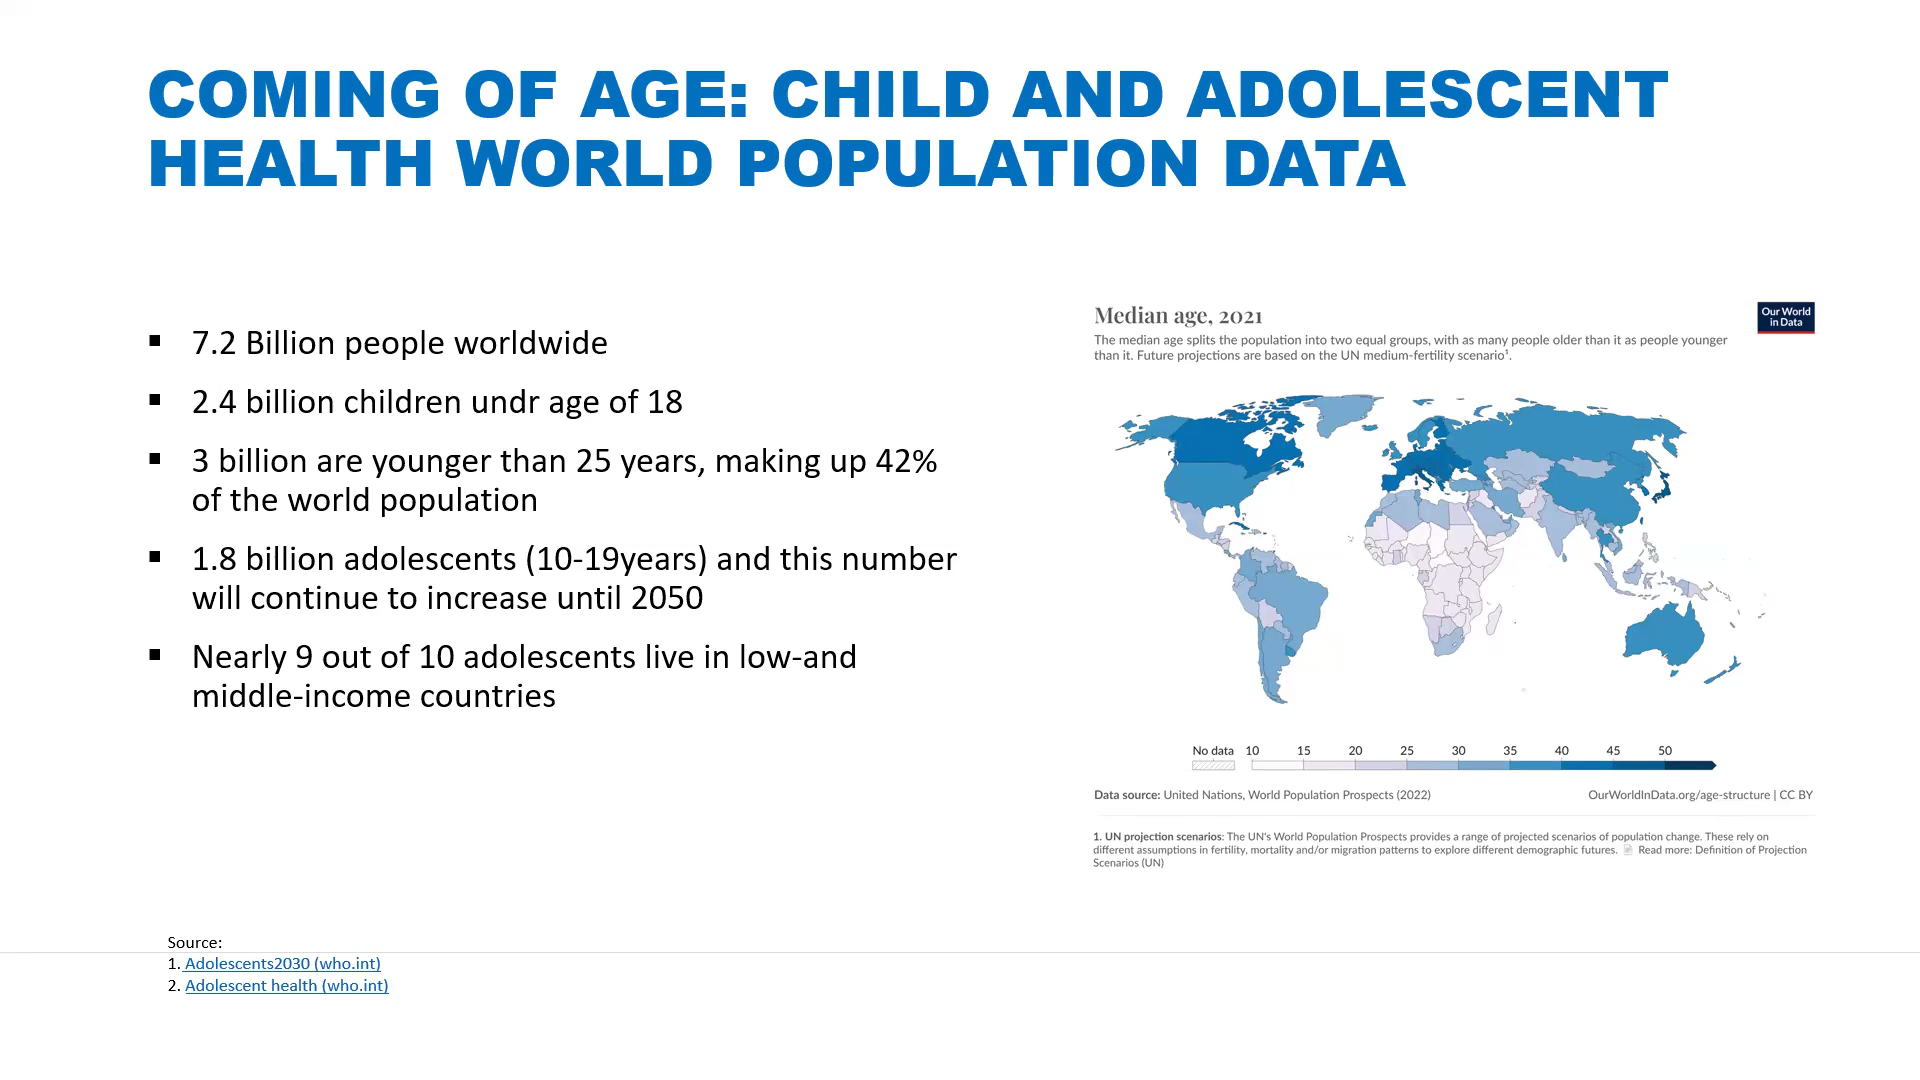 COMING OF AGE: CHILD AND ADOLESCENT
HEALTH WORLD POPULATION DATA
▪ 7.2 Billion people worldwide
▪ 2.4 billion children undr age of 18
▪ 3 billion are younger than 25 years, making up 42%
of the world population
▪ 1.8 billion adolescents (10-19years) and this number
will continue to increase until 2050
▪ Nearly 9 out of 10 adolescents live in low-and
middle-income countries
Median age, 2021
Our World
in Data
The median age splits the population into two equal groups, with as many people older than it as people younger
than it. Future projections are based on the UN medium-fertility scenario¹.
No data 10 15 20 25 30 35 40 45 50
Data source: United Nations, World Population Prospects (2022) OurWorldInData.org/age-structure | CC BY
1. UN projection scenarios: The UN's World Population Prospects provides a range of projected scenarios of population change. These rely on
different assumptions in fertility, mortality and/or migration patterns to explore different demographic futures. Read more: Definition of Projection
Scenarios (UN)
Source:
1. Adolescents2030 (who.int)
2. Adolescent health (who.int)